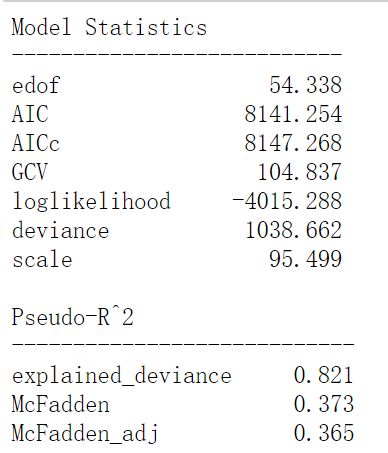 Model Statistics
---------------------------
edof 54.338
AIC 8141.254
AICc 8147.268
GCV 104.837
loglikelihood -4015.288
deviance 1038.662
scale 95.499
Pseudo-R^2
----------------------------
explained_deviance 0.821
McFadden 0.373
McFadden_adj 0.365